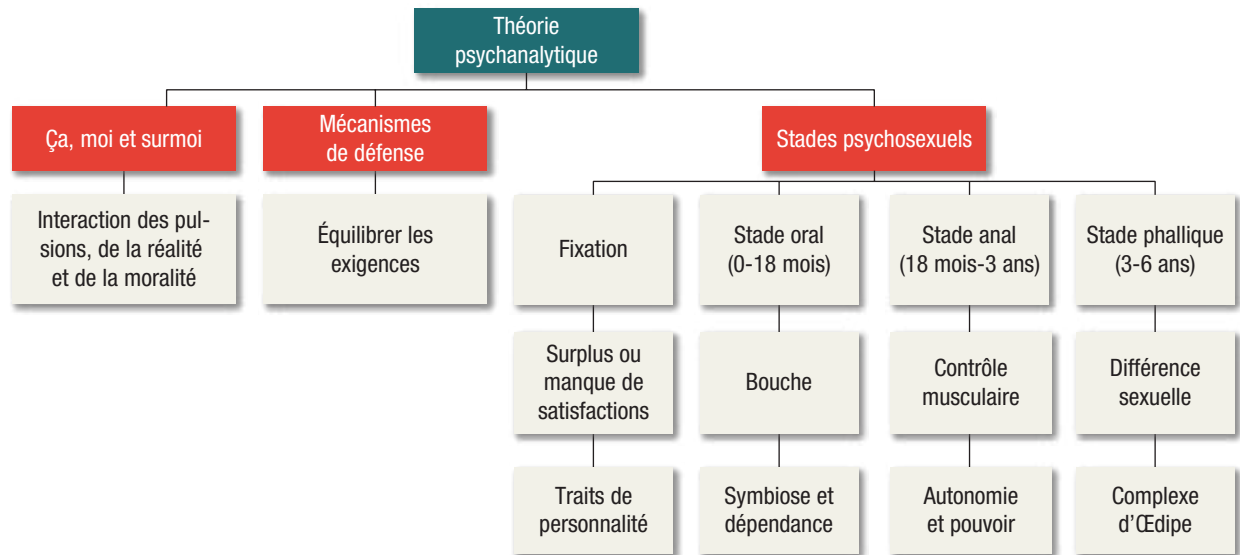 Théorie
psychanalytique
Ça, moi et surmoi
Mécanismes
de défense
Stades psychosexuels
Interaction des pul-
sions, de la réalité
et de la moralité
Équilibrer les
exigences
Fixation
Stade oral
(0-18 mois)
Stade anal
(18 mois-3 ans)
Stade phallique
(3-6 ans)
Surplus ou
manque de
satisfactions
Bouche
Contrôle
musculaire
Différence
sexuelle
Traits de
personnalité
Symbiose et
dépendance
Autonomie
et pouvoir
Complexe
d'Œdipe